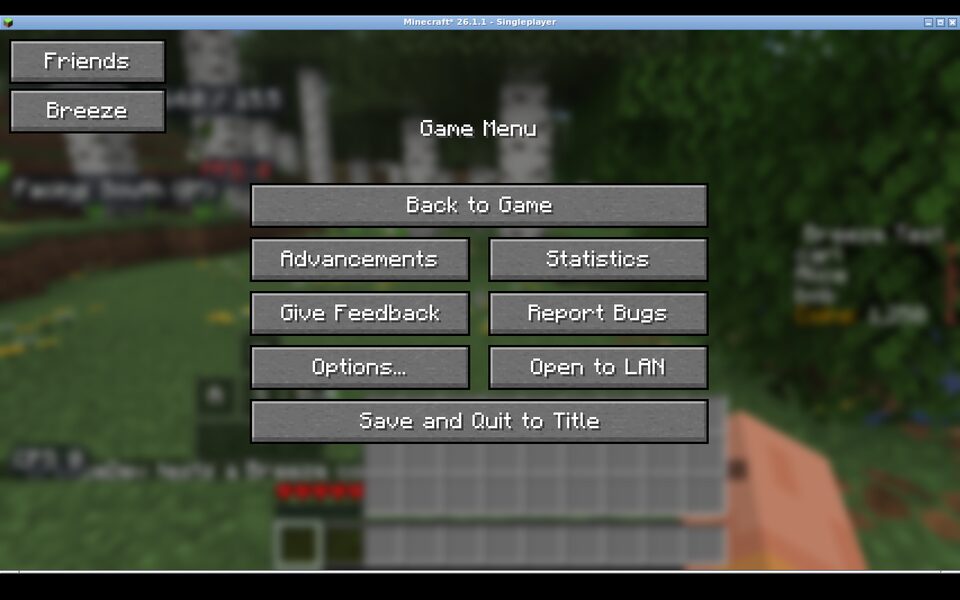 Minecraft* 26.1.1 - Singleplayer
Friends
Breeze
Game Menu
Back to Game
Advancements
Statistics
Give Feedback
Report Bugs
Options...
Open to LAN
Save and Quit to Title